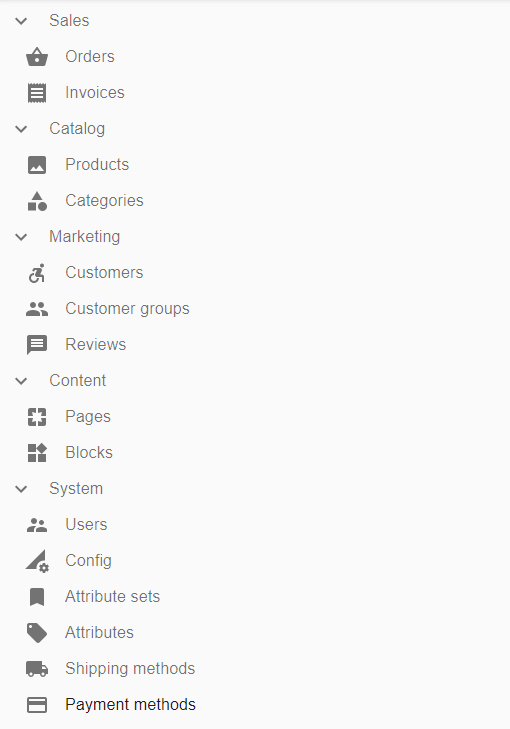 Sales
Orders
Invoices
Catalog
Products
Categories
Marketing
Customers
Customer groups
Reviews
Content
Pages
Blocks
System
Users
Config
Attribute sets
Attributes
Shipping methods
Payment methods